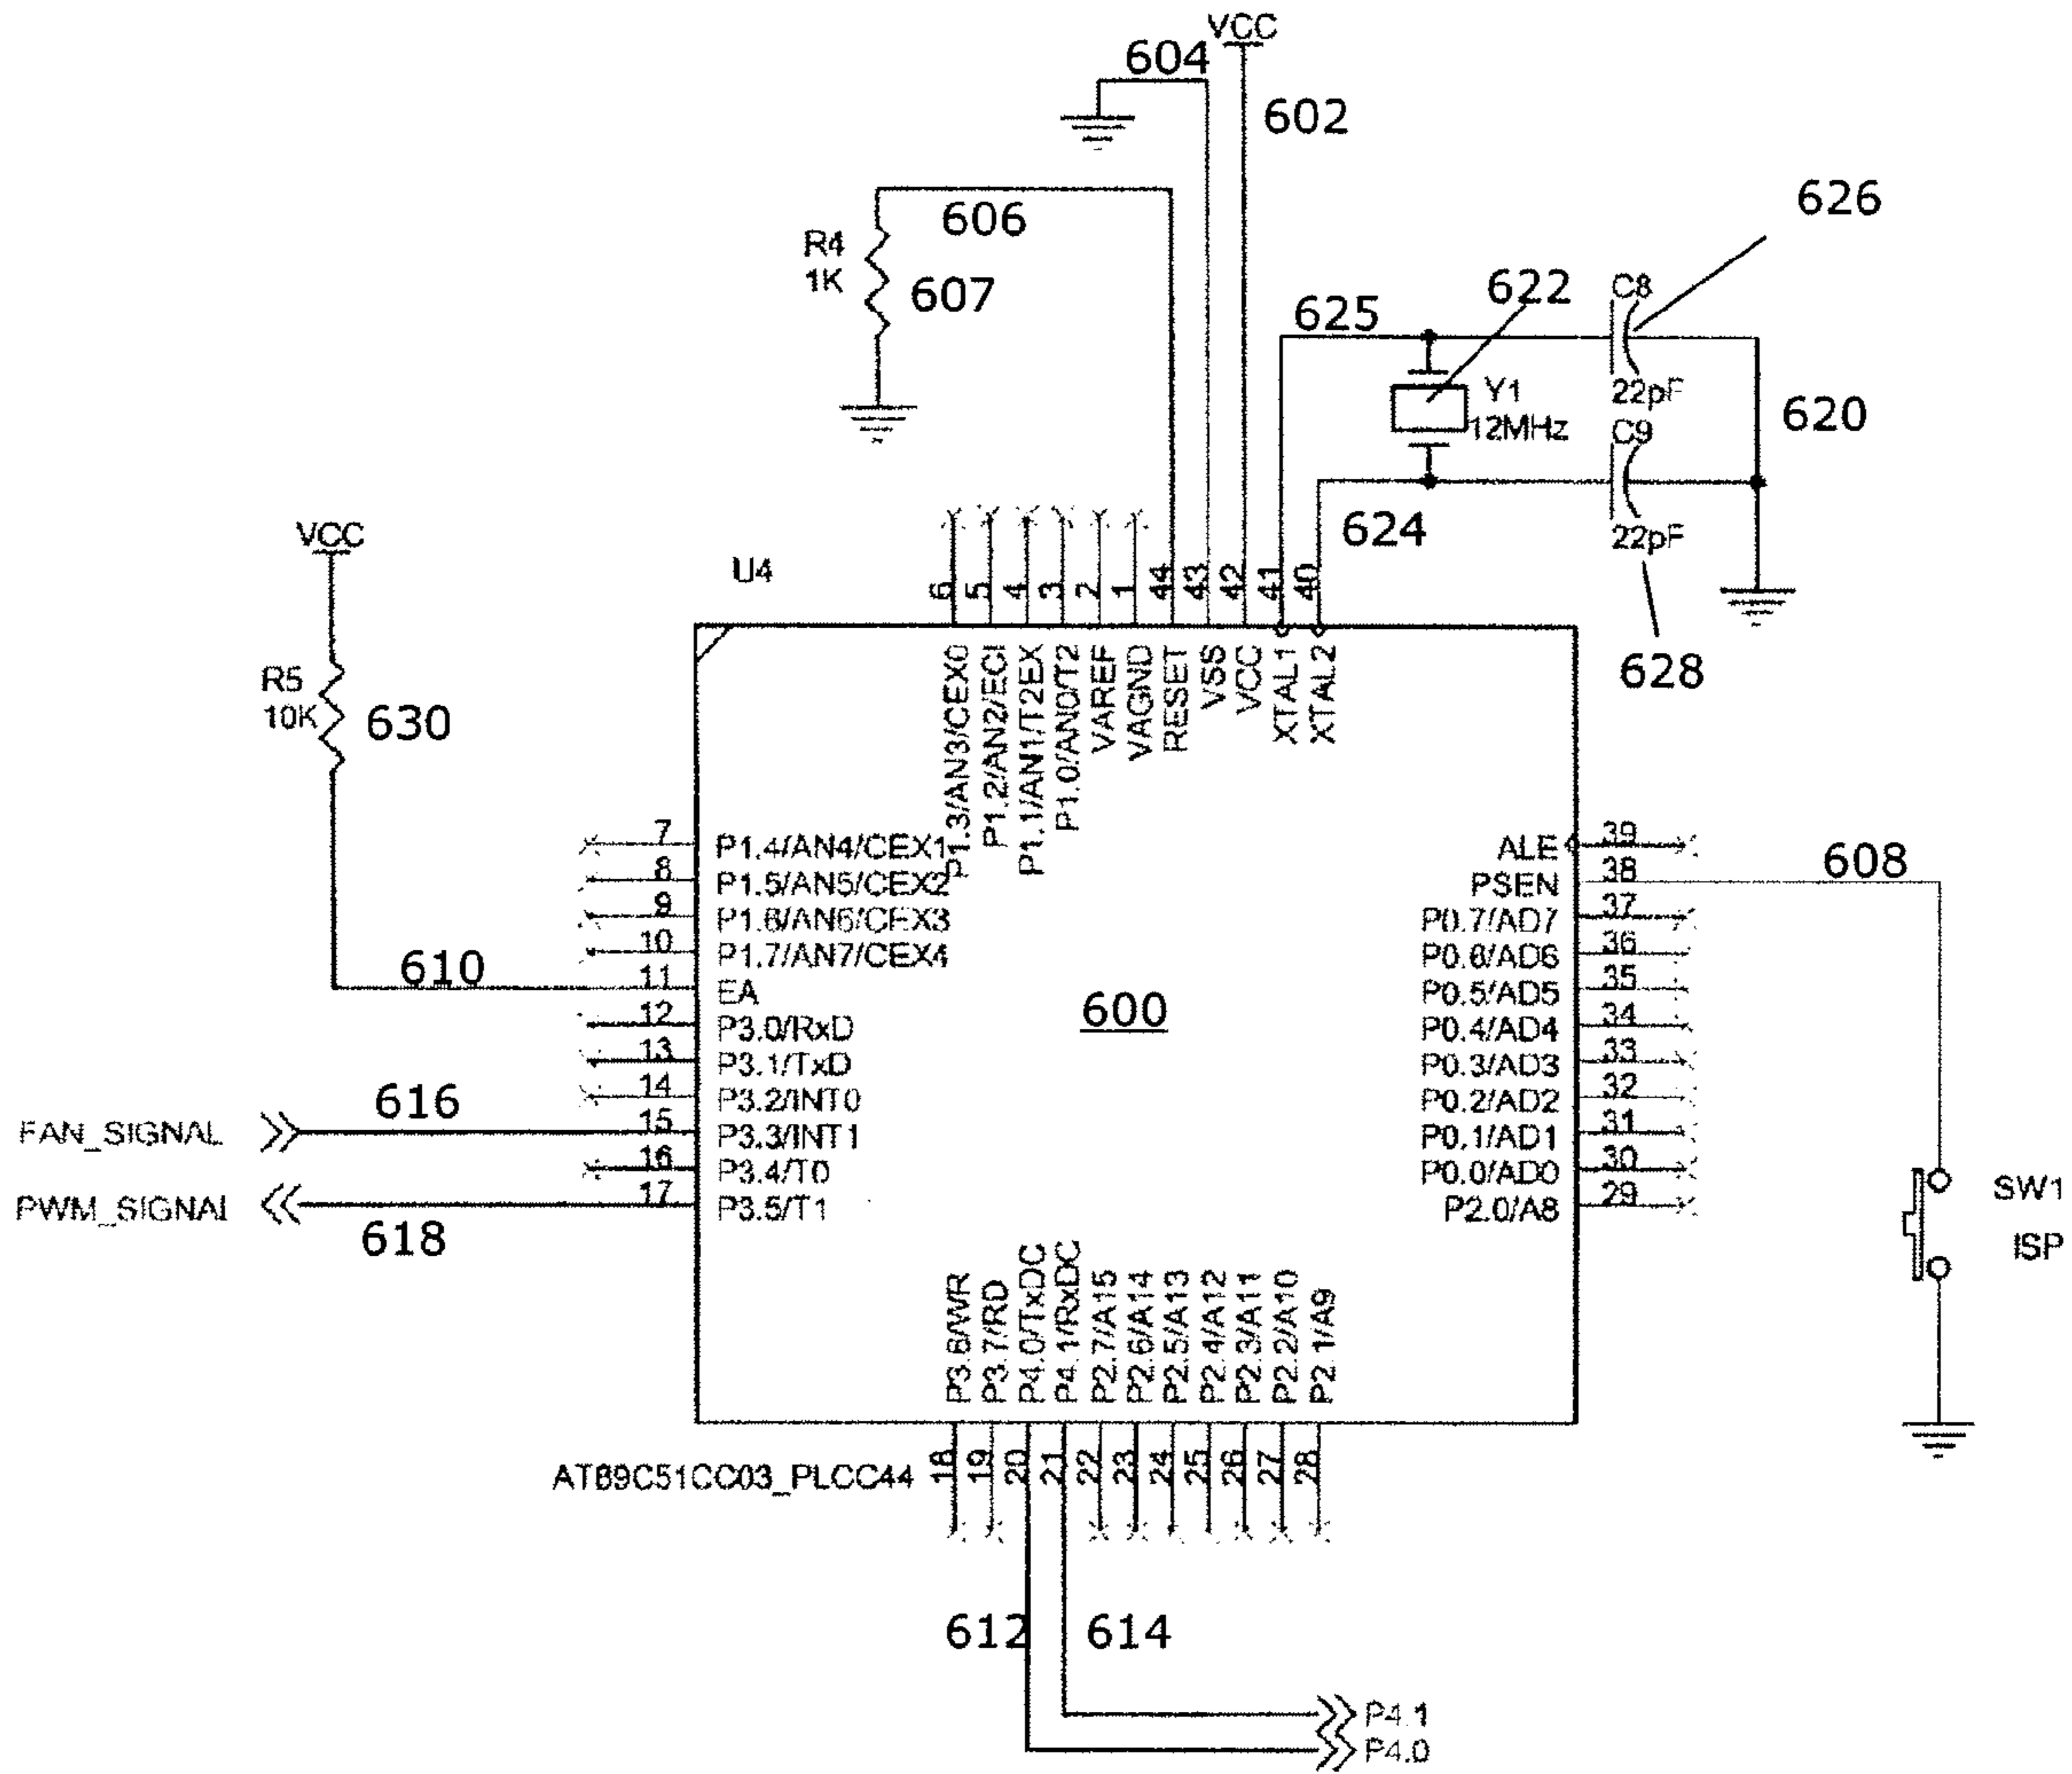 VCC
604
602
626
606
R4
1K
607
622
C8
625
Y1
12MHz
22pF
620
C9
624
22pF
628
VCC
U4
R5
10K
630
6
5
4
3
2
1
44
43
42
41
40
P1.3/AN3/CEX0
P1.2/AN2/ECI
P1.1/AN1/T2EX
P1.0/AN0/T2
VAREF
VAGND
RESET
VSS
VCC
XTAL1
XTAL2
7 P1.4/AN4/CEX1
8 P1.5/AN5/CEX2
9 P1.6/AN6/CEX3
10 P1.7/AN7/CEX4
610
11 EA
12 P3.0/RxD
13 P3.1/TxD
14 P3.2/INT0
FAN_SIGNAL
616
15 P3.3/INT1
16 P3.4/T0
PWM_SIGNAL
618
17 P3.5/T1
600
ALE 39
PSEN 38
608
P0.7/AD7 37
P0.6/AD6 36
P0.5/AD5 35
P0.4/AD4 34
P0.3/AD3 33
P0.2/AD2 32
P0.1/AD1 31
P0.0/AD0 30
P2.0/A8 29
SW1
ISP
P3.6/WR
P3.7/RD
P4.0/TxDC
P4.1/RxDC
P2.7/A15
P2.6/A14
P2.5/A13
P2.4/A12
P2.3/A11
P2.2/A10
P2.1/A9
AT89C51CC03_PLCC44
18
19
20
21
22
23
24
25
26
27
28
612
614
P4.1
P4.0